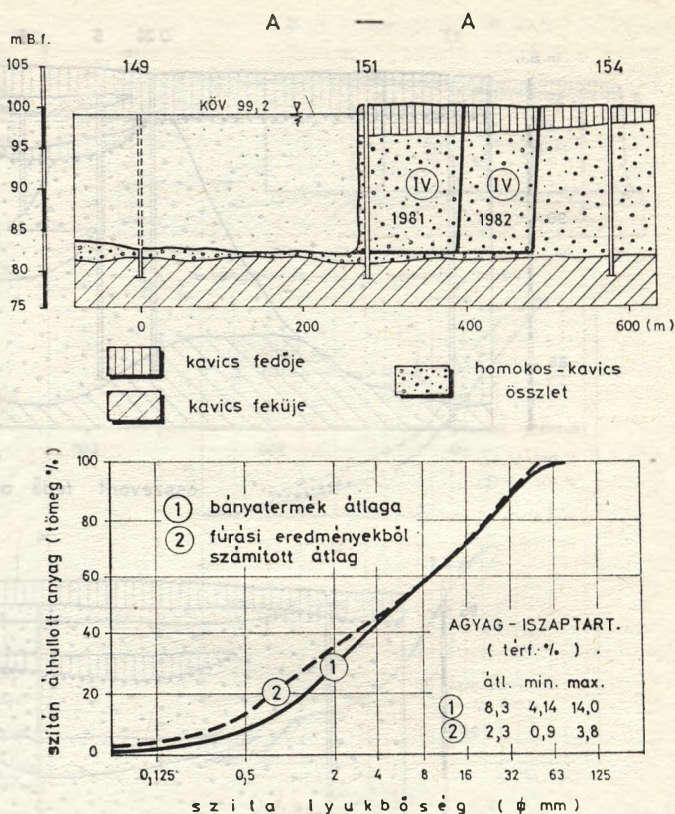 A — A
m.B.f.
149 151 154
105
100
95
90
85
80
75
KÖV 99,2
IV IV
1981 1982
0 200 400 600 (m)
kavics fedője
kavics feküje
homokos-kavics
összlet
szitán áthullott anyag (tömeg %)
100
80
60
40
20
0
1 bányatermék átlaga
2 fúrási eredményekből
számított átlag
1
2
AGYAG-ISZAPTART.
(térf. %)
átl. min. max.
1 8,3 4,14 14,0
2 2,3 0,9 3,8
0,125 0,5 2 4 8 16 32 63 125
szita lyukbőség (ϕ mm)